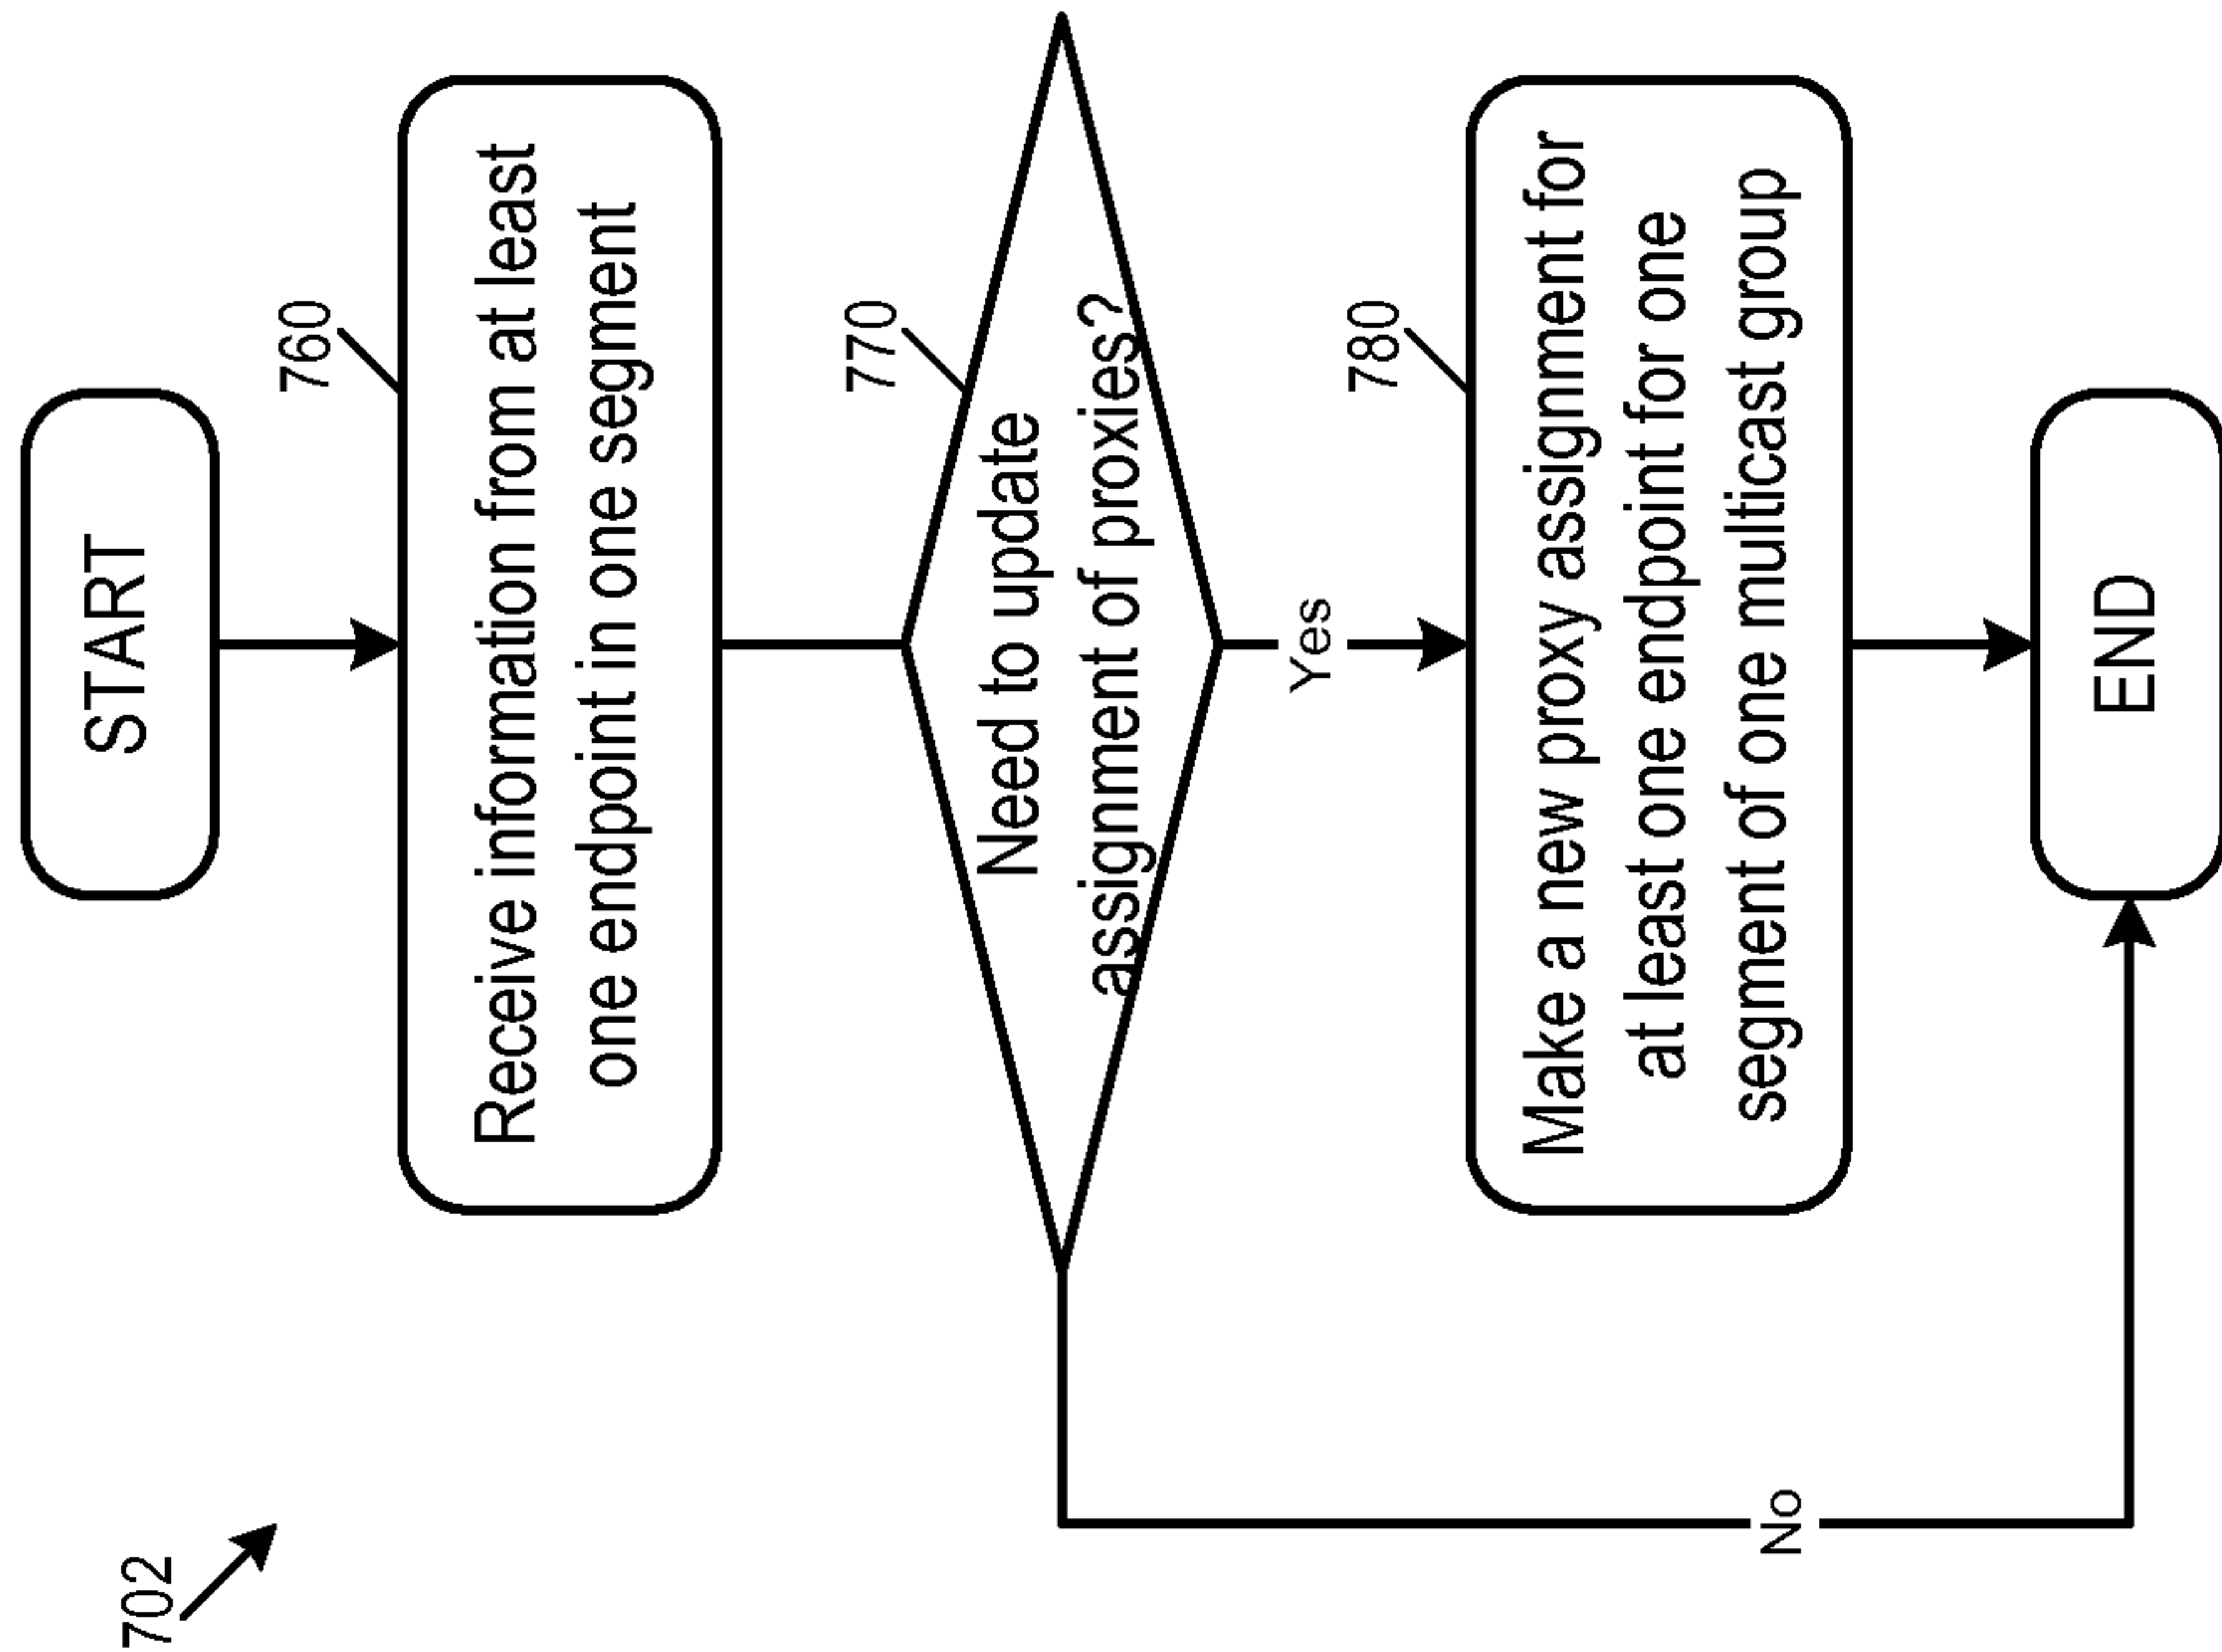 702
START
760
Receive information from at least
one endpoint in one segment
770
Need to update
assignment of proxies?
Yes
780
Make a new proxy assignment for
at least one endpoint for one
segment of one multicast group
No
END